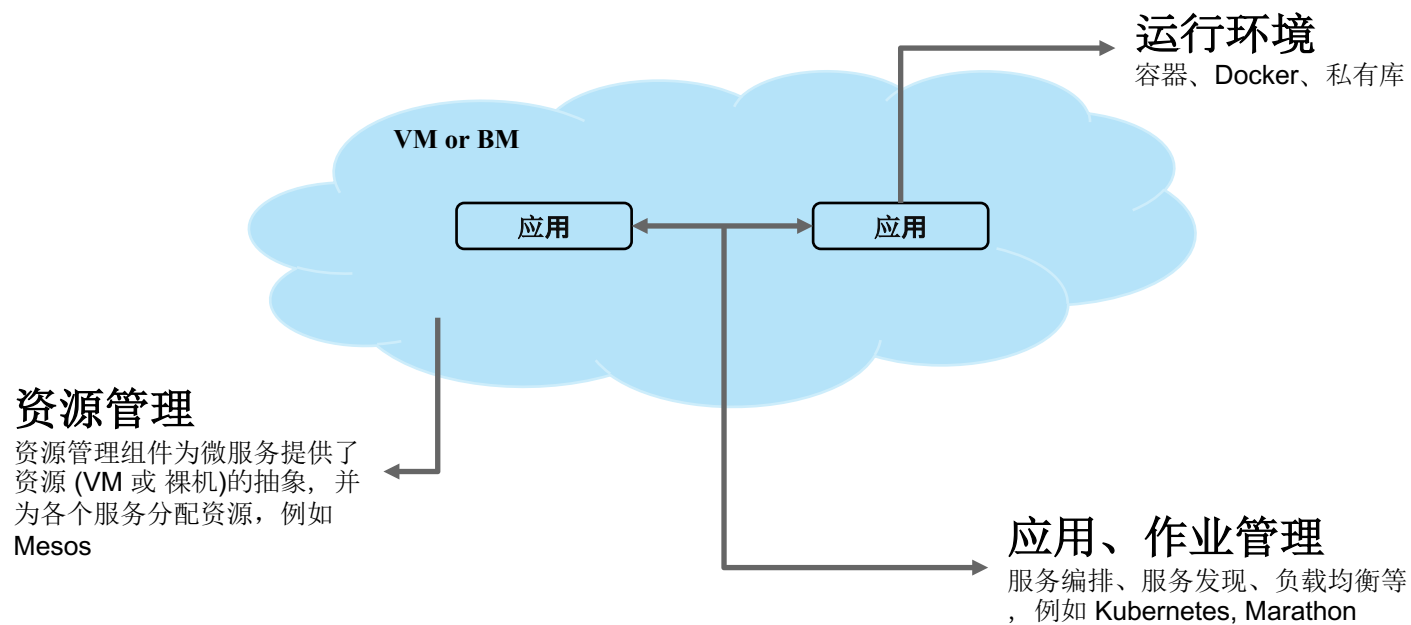 运行环境
容器、Docker、私有库
VM or BM
应用
应用
资源管理
资源管理组件为微服务提供了
资源 (VM 或 裸机)的抽象, 并
为各个服务分配资源，例如
Mesos
应用、作业管理
服务编排、服务发现、负载均衡等
, 例如 Kubernetes, Marathon